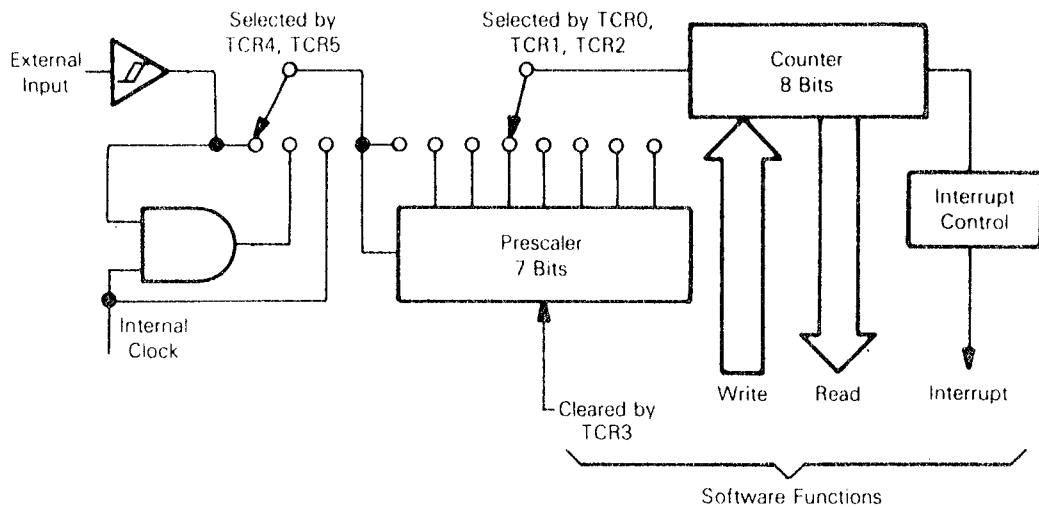 Selected by
TCR4, TCR5
Selected by TCR0,
TCR1, TCR2
External
Input
Counter
8 Bits
Interrupt
Control
Prescaler
7 Bits
Internal
Clock
Cleared by
TCR3
Write
Read
Interrupt
Software Functions